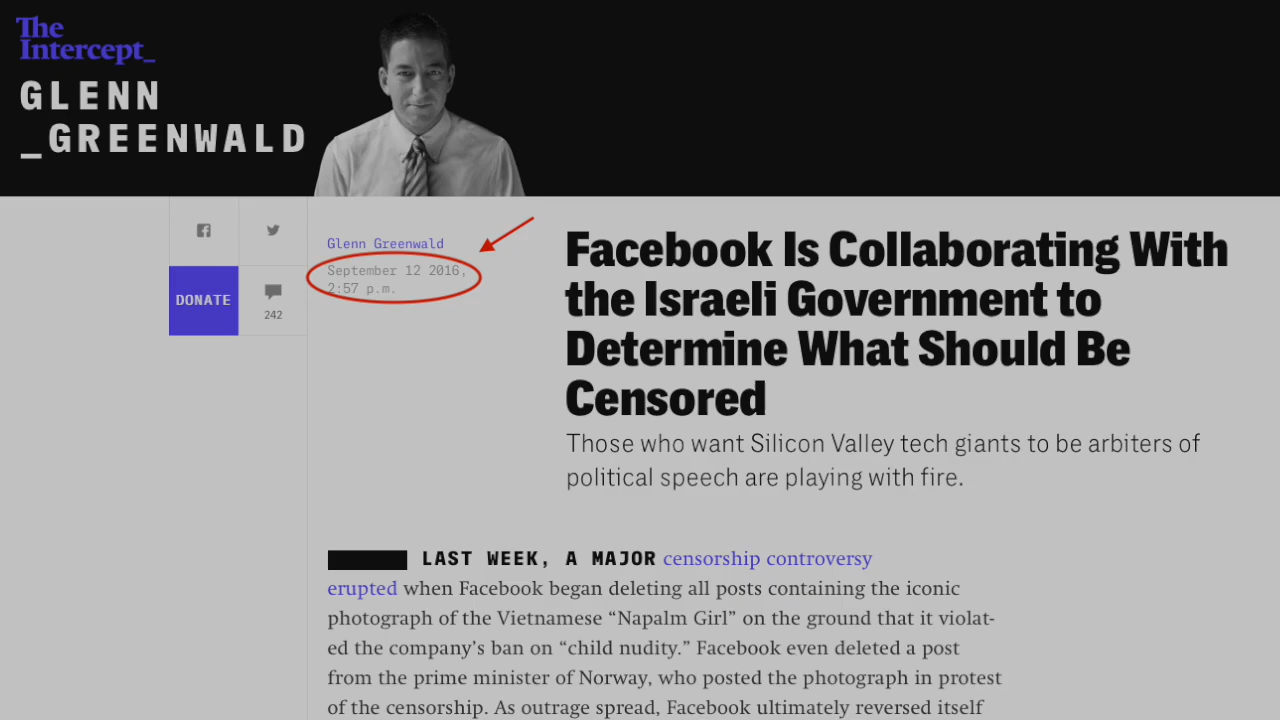 The
Intercept_
GLENN
_GREENWALD
Glenn Greenwald
September 12 2016,
2:57 p.m.
DONATE
242
Facebook Is Collaborating With
the Israeli Government to
Determine What Should Be
Censored
Those who want Silicon Valley tech giants to be arbiters of
political speech are playing with fire.
LAST WEEK, A MAJOR censorship controversy
erupted when Facebook began deleting all posts containing the iconic
photograph of the Vietnamese “Napalm Girl” on the ground that it violat-
ed the company’s ban on “child nudity.” Facebook even deleted a post
from the prime minister of Norway, who posted the photograph in protest
of the censorship. As outrage spread, Facebook ultimately reversed itself